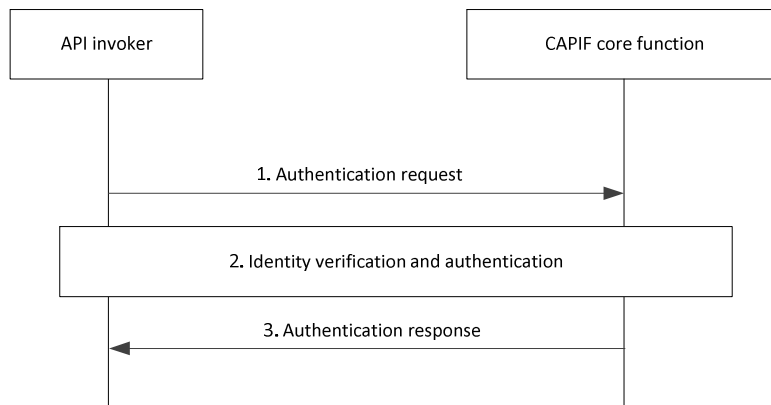 API invoker
CAPIF core function
1. Authentication request
2. Identity verification and authentication
3. Authentication response